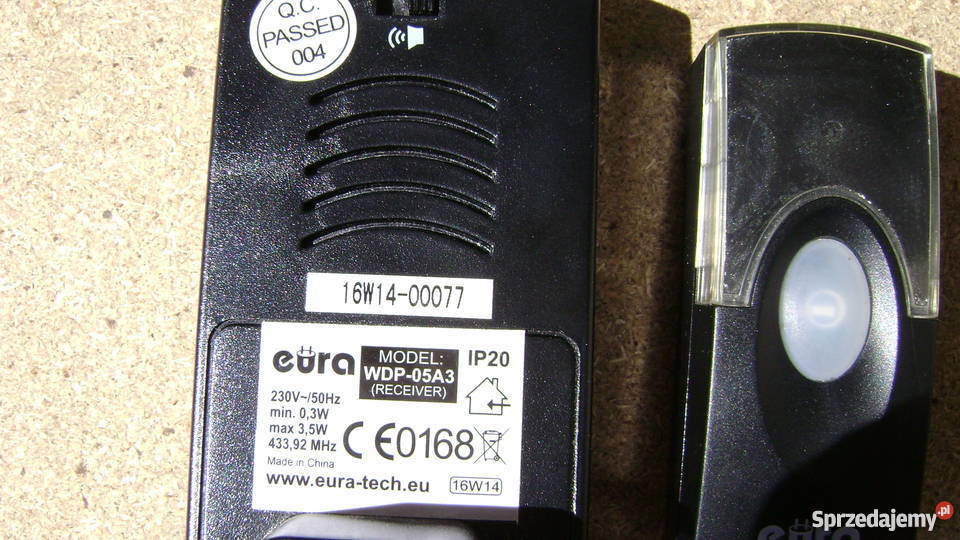 Q.C.
PASSED
004
16W14-00077
eura
MODEL:
WDP-05A3
(RECEIVER)
IP20
230V~/50Hz
min. 0,3W
max 3,5W
433,92 MHz
CE0168
Made in China
www.eura-tech.eu
16W14
eura
Sprzedajemy.pl